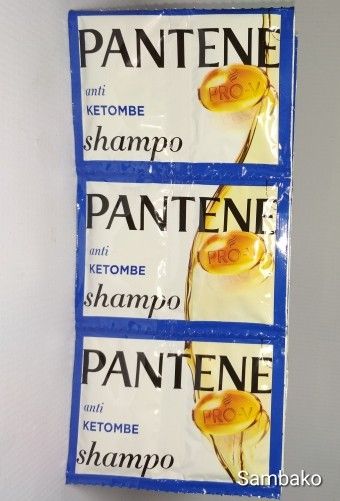 PANTENE
PRO-V
anti
KETOMBE
shampo
PANTENE
PRO-V
anti
KETOMBE
shampo
PANTENE
PRO-V
anti
KETOMBE
shampo
Sambako